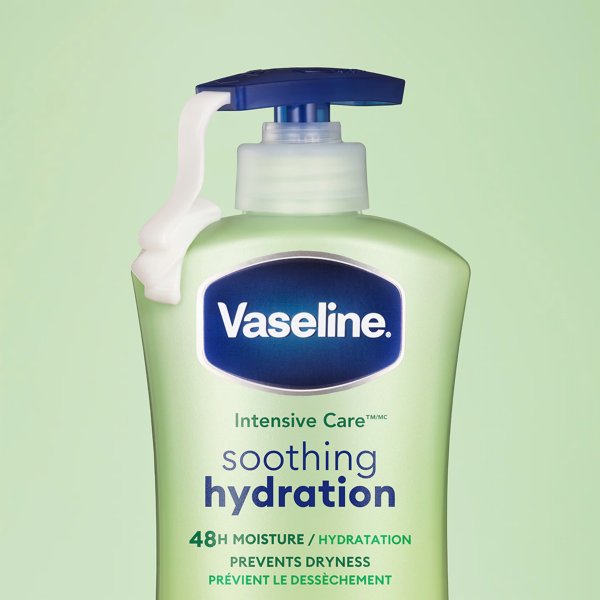 Vaseline.
Intensive Care™/MC
soothing
hydration
48H MOISTURE / HYDRATATION
PREVENTS DRYNESS
PRÉVIENT LE DESSÈCHEMENT